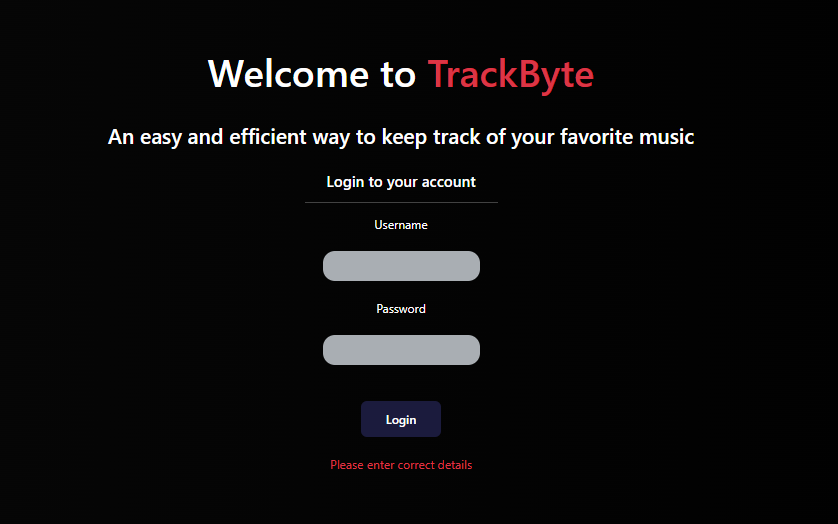 Welcome to TrackByte
An easy and efficient way to keep track of your favorite music
Login to your account
Username
Password
Login
Please enter correct details